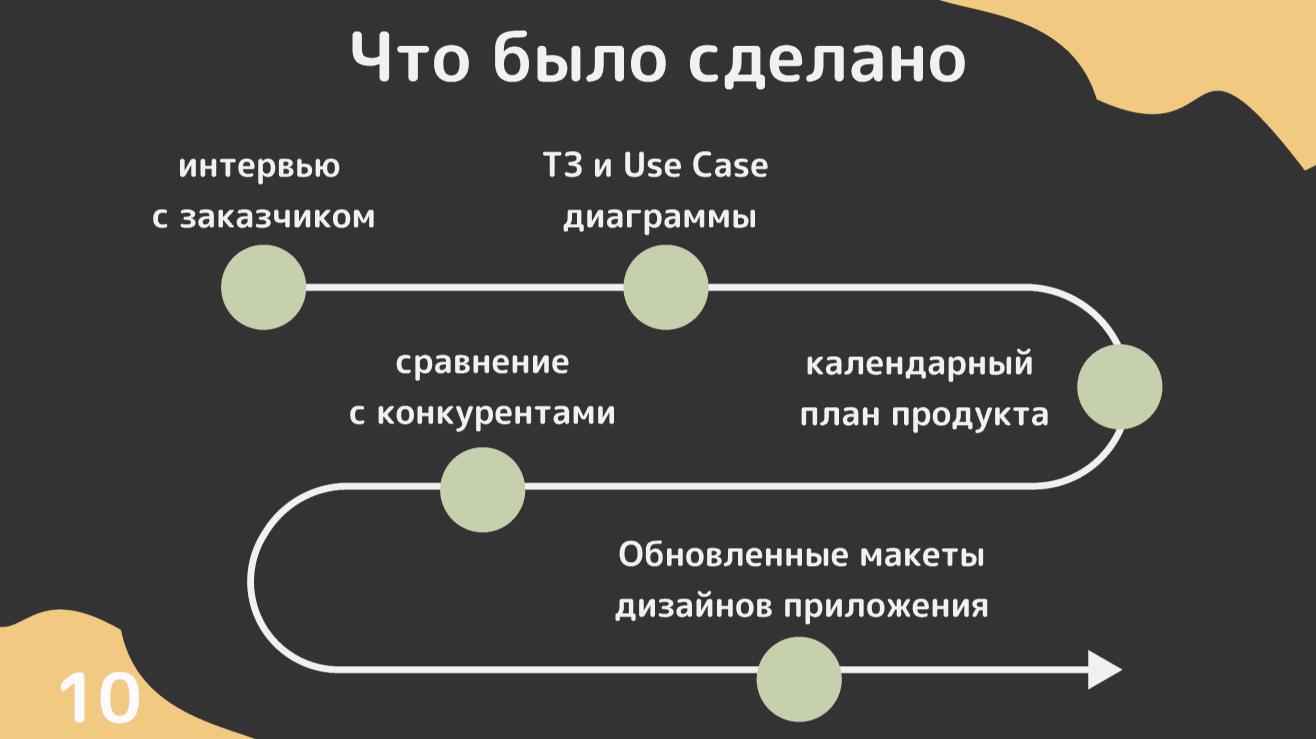 Что было сделано
интервью
с заказчиком
ТЗ и Use Case
диаграммы
календарный
план продукта
сравнение
с конкурентами
Обновленные макеты
дизайнов приложения
10